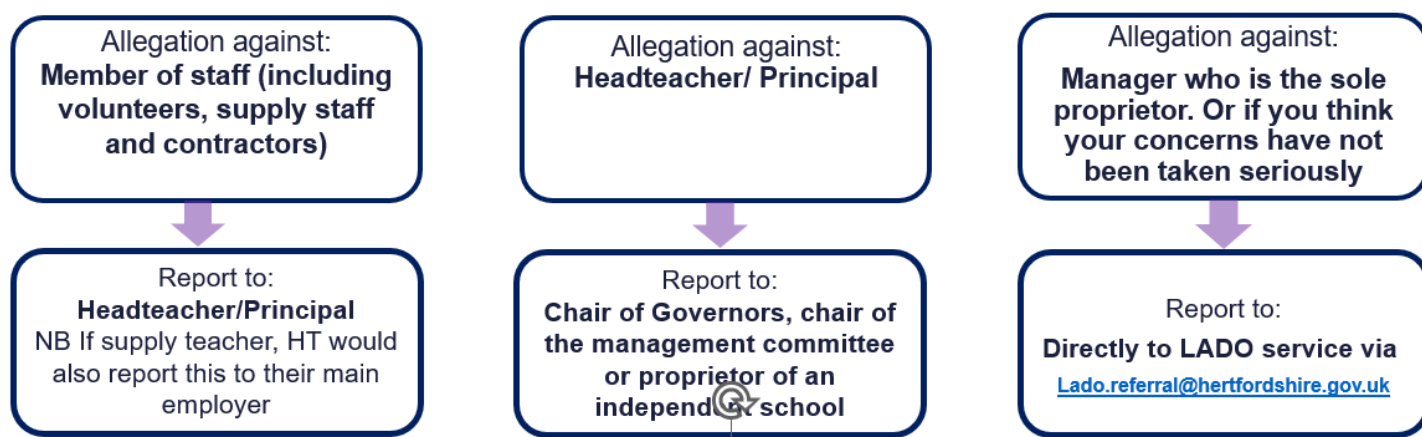 Allegation against:
Member of staff (including
volunteers, supply staff
and contractors)
Report to:
Headteacher/Principal
NB If supply teacher, HT would
also report this to their main
employer
Allegation against:
Headteacher/ Principal
Report to:
Chair of Governors, chair of
the management committee
or proprietor of an
independent school
Allegation against:
Manager who is the sole
proprietor. Or if you think
your concerns have not
been taken seriously
Report to:
Directly to LADO service via
Lado.referral@hertfordshire.gov.uk